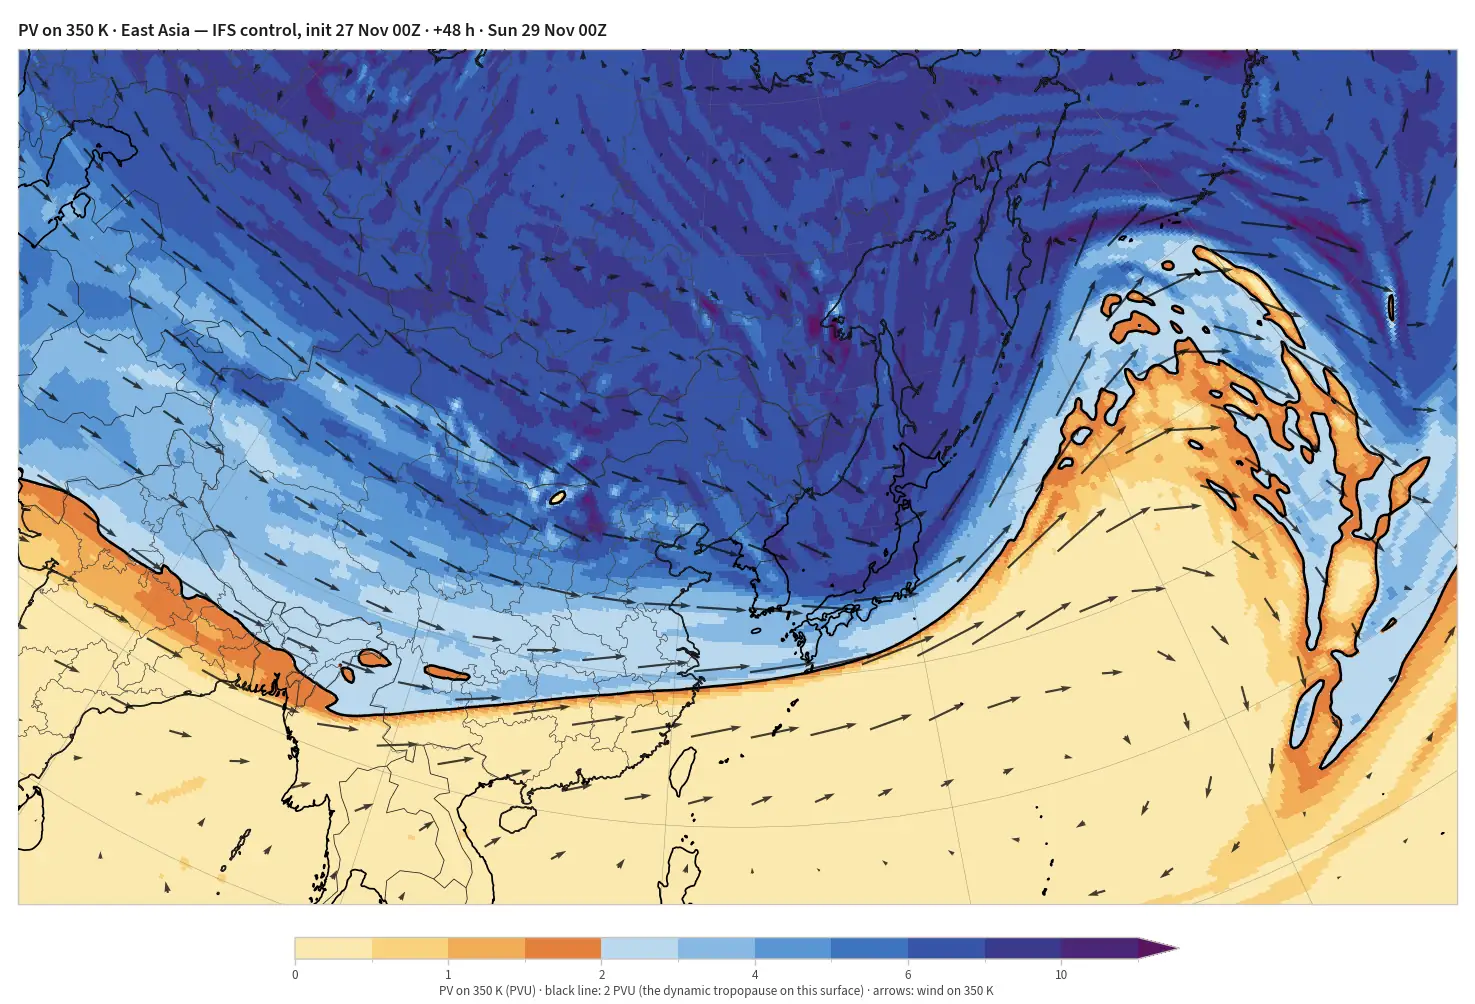 PV on 350 K · East Asia — IFS control, init 27 Nov 00Z · +48 h · Sun 29 Nov 00Z
0 1 2 4 6 10
PV on 350 K (PVU) · black line: 2 PVU (the dynamic tropopause on this surface) · arrows: wind on 350 K